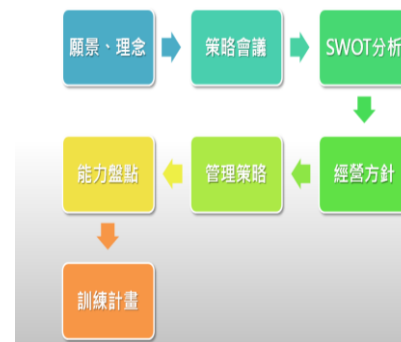 願景、理念
策略會議
SWOT分析
經營方針
管理策略
能力盤點
訓練計畫